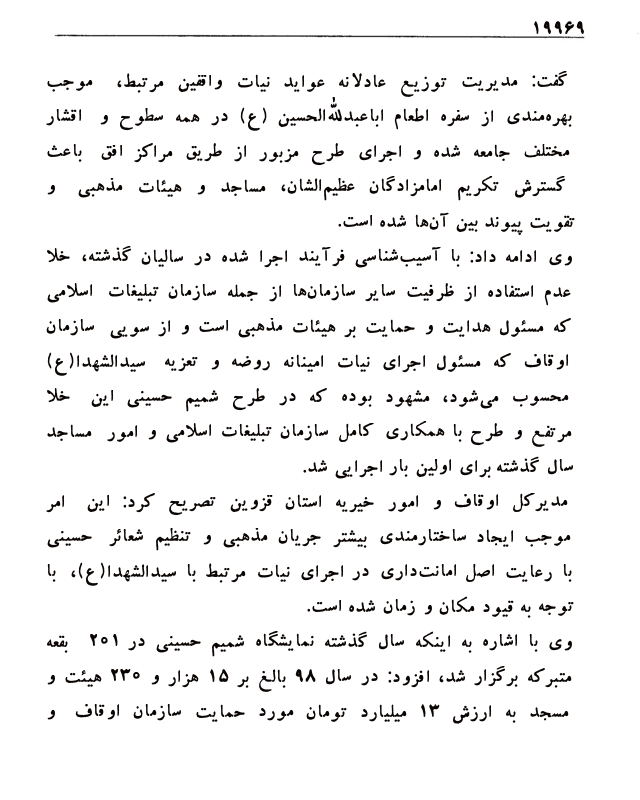 ۱۹۹۶۹
گفت: مدیریت توزیع عادلانه عواید نیات واقفین مرتبط، موجب
بهره‌مندی از سفره اطعام اباعبدالله‌الحسین (ع) در همه سطوح و اقشار
مختلف جامعه شده و اجرای طرح مزبور از طریق مراکز افق باعث
گسترش تکریم امامزادگان عظیم‌الشان، مساجد و هیئات مذهبی و
تقویت پیوند بین آن‌ها شده است.
وی ادامه داد: با آسیب‌شناسی فرآیند اجرا شده در سالیان گذشته، خلا
عدم استفاده از ظرفیت سایر سازمان‌ها از جمله سازمان تبلیغات اسلامی
که مسئول هدایت و حمایت بر هیئات مذهبی است و از سویی سازمان
اوقاف که مسئول اجرای نیات امینانه روضه و تعزیه سیدالشهدا(ع)
محسوب می‌شود، مشهود بوده که در طرح شمیم حسینی این خلا
مرتفع و طرح با همکاری کامل سازمان تبلیغات اسلامی و امور مساجد
سال گذشته برای اولین بار اجرایی شد.
مدیرکل اوقاف و امور خیریه استان قزوین تصریح کرد: این امر
موجب ایجاد ساختارمندی بیشتر جریان مذهبی و تنظیم شعائر حسینی
با رعایت اصل امانت‌داری در اجرای نیات مرتبط با سیدالشهدا(ع)، با
توجه به قیود مکان و زمان شده است.
وی با اشاره به اینکه سال گذشته نمایشگاه شمیم حسینی در ۲۵۱ بقعه
متبرکه برگزار شد، افزود: در سال ۹۸ بالغ بر ۱۵ هزار و ۲۳۰ هیئت و
مسجد به ارزش ۱۳ میلیارد تومان مورد حمایت سازمان اوقاف و